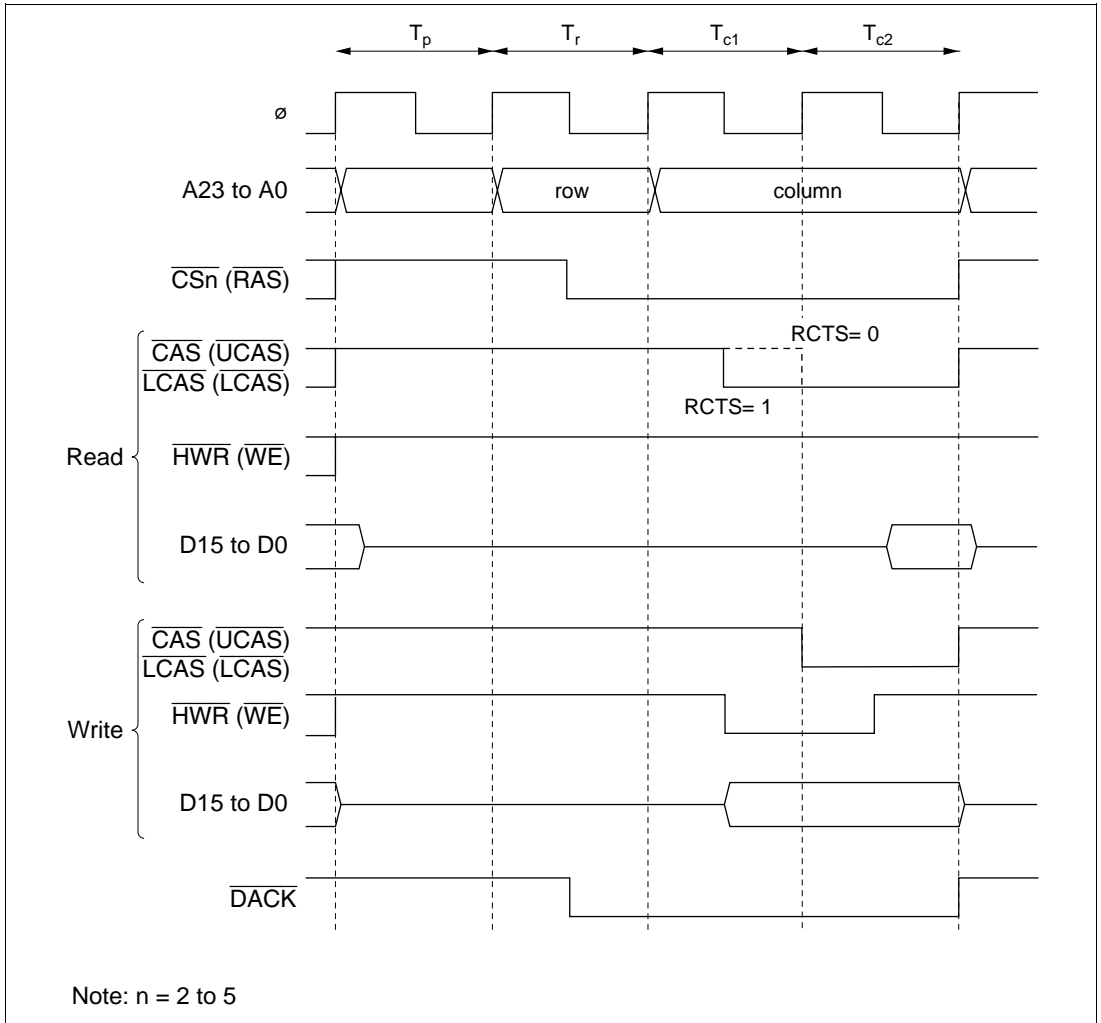 Tp Tr Tc1 Tc2
ø
A23 to A0 row column
CSn (RAS)
RCTS= 0
CAS (UCAS)
LCAS (LCAS)
RCTS= 1
Read HWR (WE)
D15 to D0
CAS (UCAS)
LCAS (LCAS)
Write HWR (WE)
D15 to D0
DACK
Note: n = 2 to 5